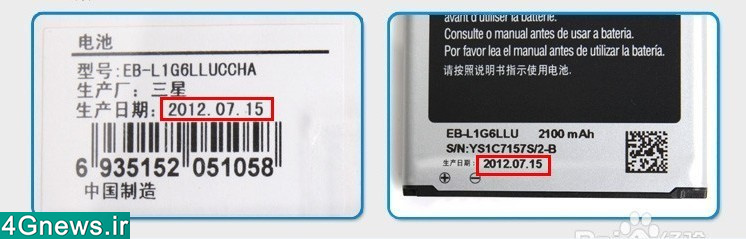 电池
型号:EB-L1G6LLUCCHA
生产厂: 三星
生产日期: 2012.07.15
6 935152 051058
中国制造
avant d'utiliser la batterie.
Consulte o manual antes de usar a bateria.
Por favor lea el manual antes de utilizar la batería.
请按照说明书指示使用电池.
EB-L1G6LLU 2100 mAh
S/N:YS1C7157S/2-B
生产日期: 2012.07.15
4Gnews.ir
Baidu 经验